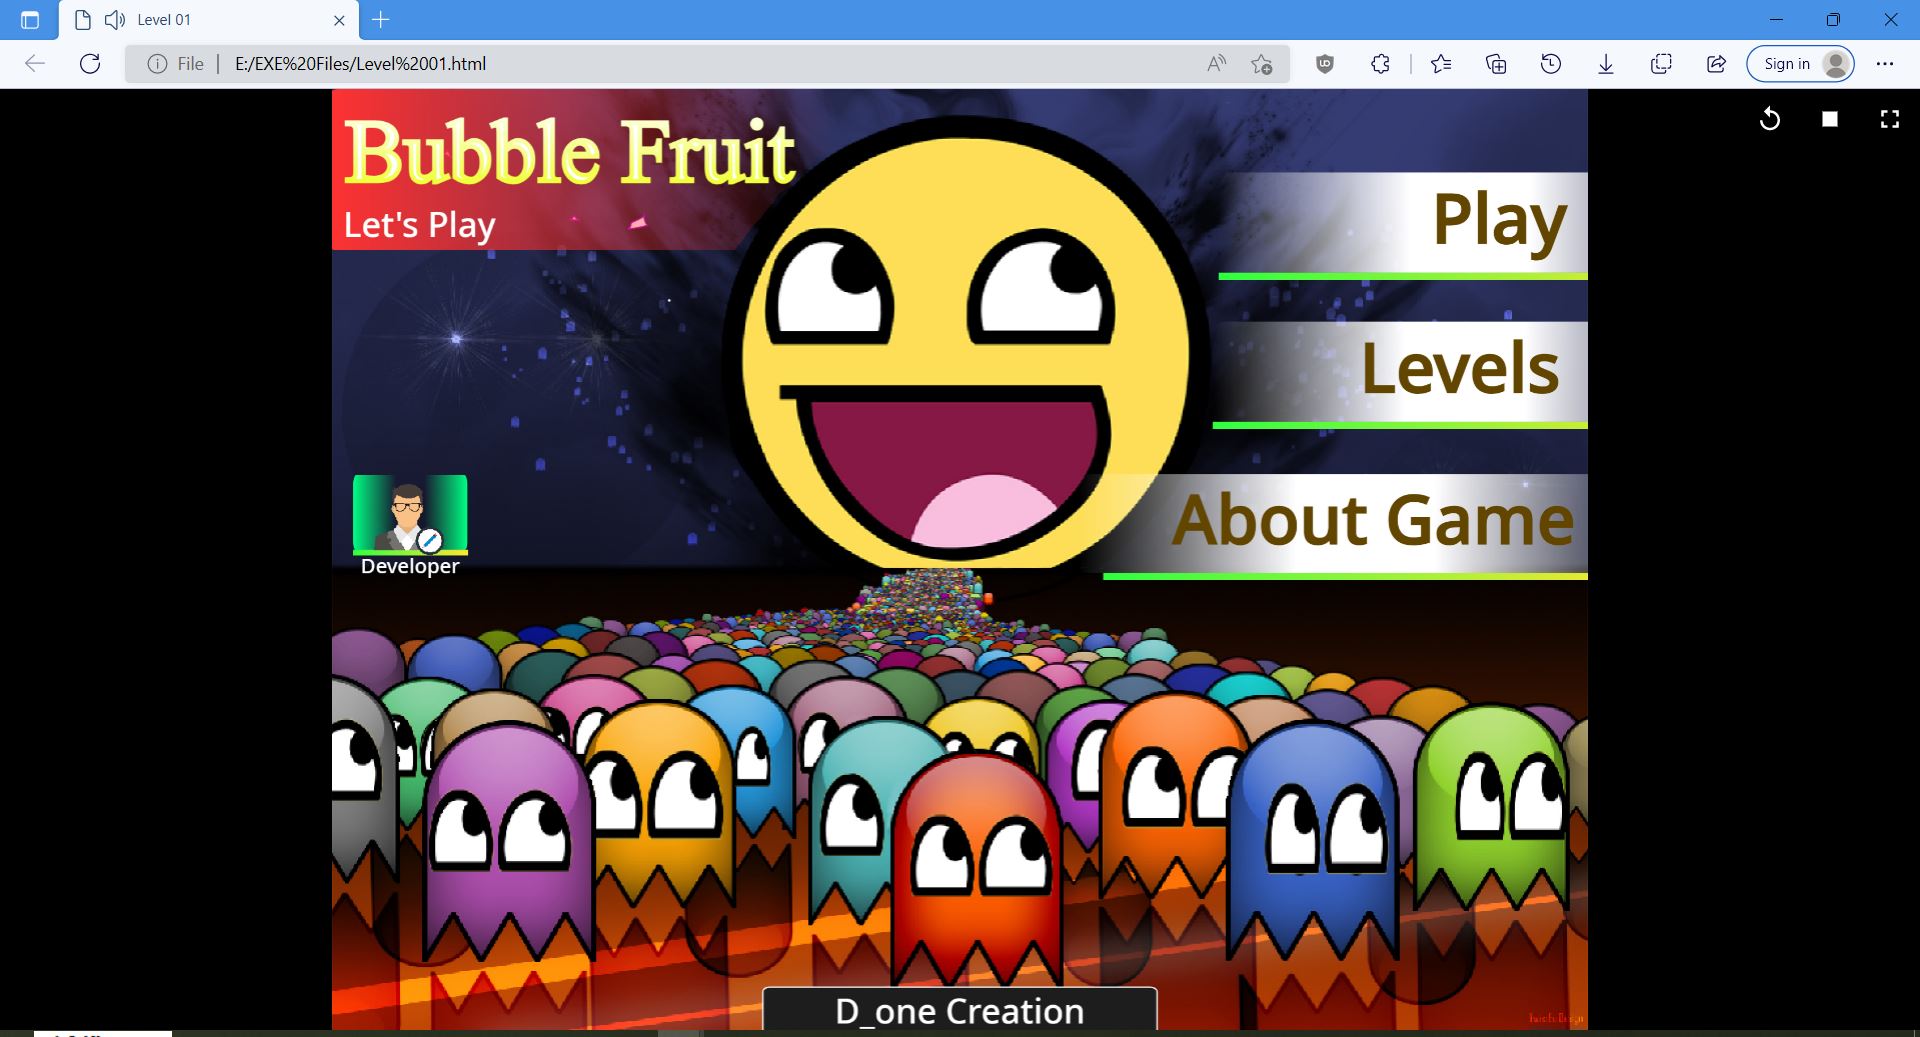 Level 01
File
E:/EXE%20Files/Level%2001.html
Sign in
Bubble Fruit
Let's Play
Play
Levels
About Game
Developer
D_one Creation